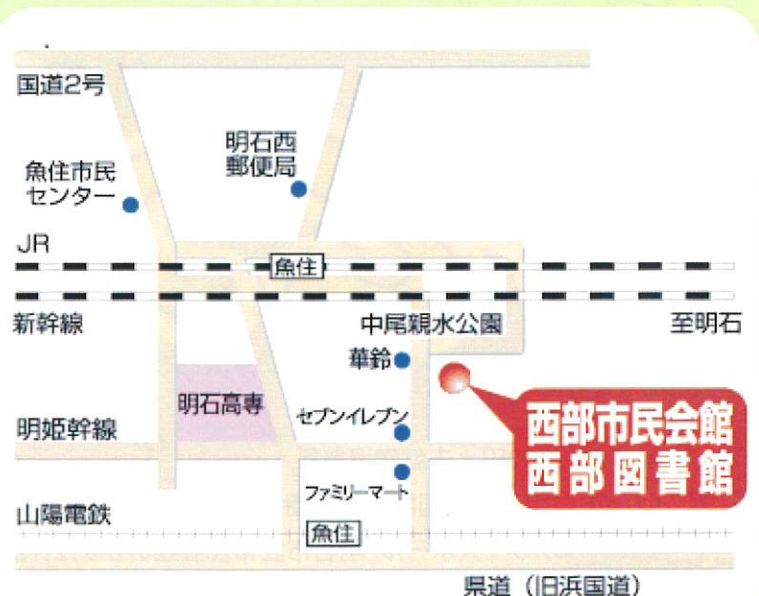 国道2号
明石西
郵便局
魚住市民
センター
JR
魚住
新幹線
中尾親水公園
至明石
華鈴
明石高専
セブンイレブン
明姫幹線
西部市民会館
西部図書館
ファミリーマート
山陽電鉄
魚住
県道（旧浜国道）